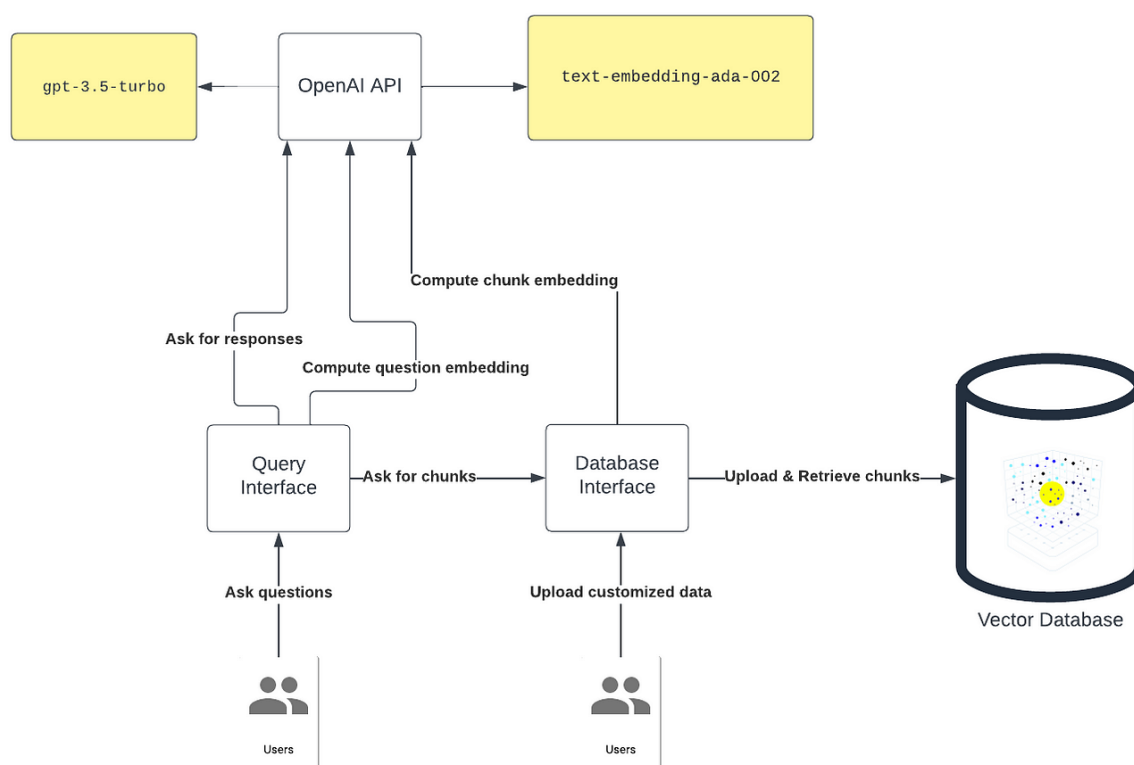 gpt-3.5-turbo
OpenAI API
text-embedding-ada-002
Compute chunk embedding
Ask for responses
Compute question embedding
Query
Interface
Ask for chunks
Database
Interface
Upload & Retrieve chunks
Ask questions
Upload customized data
Vector Database
Users
Users